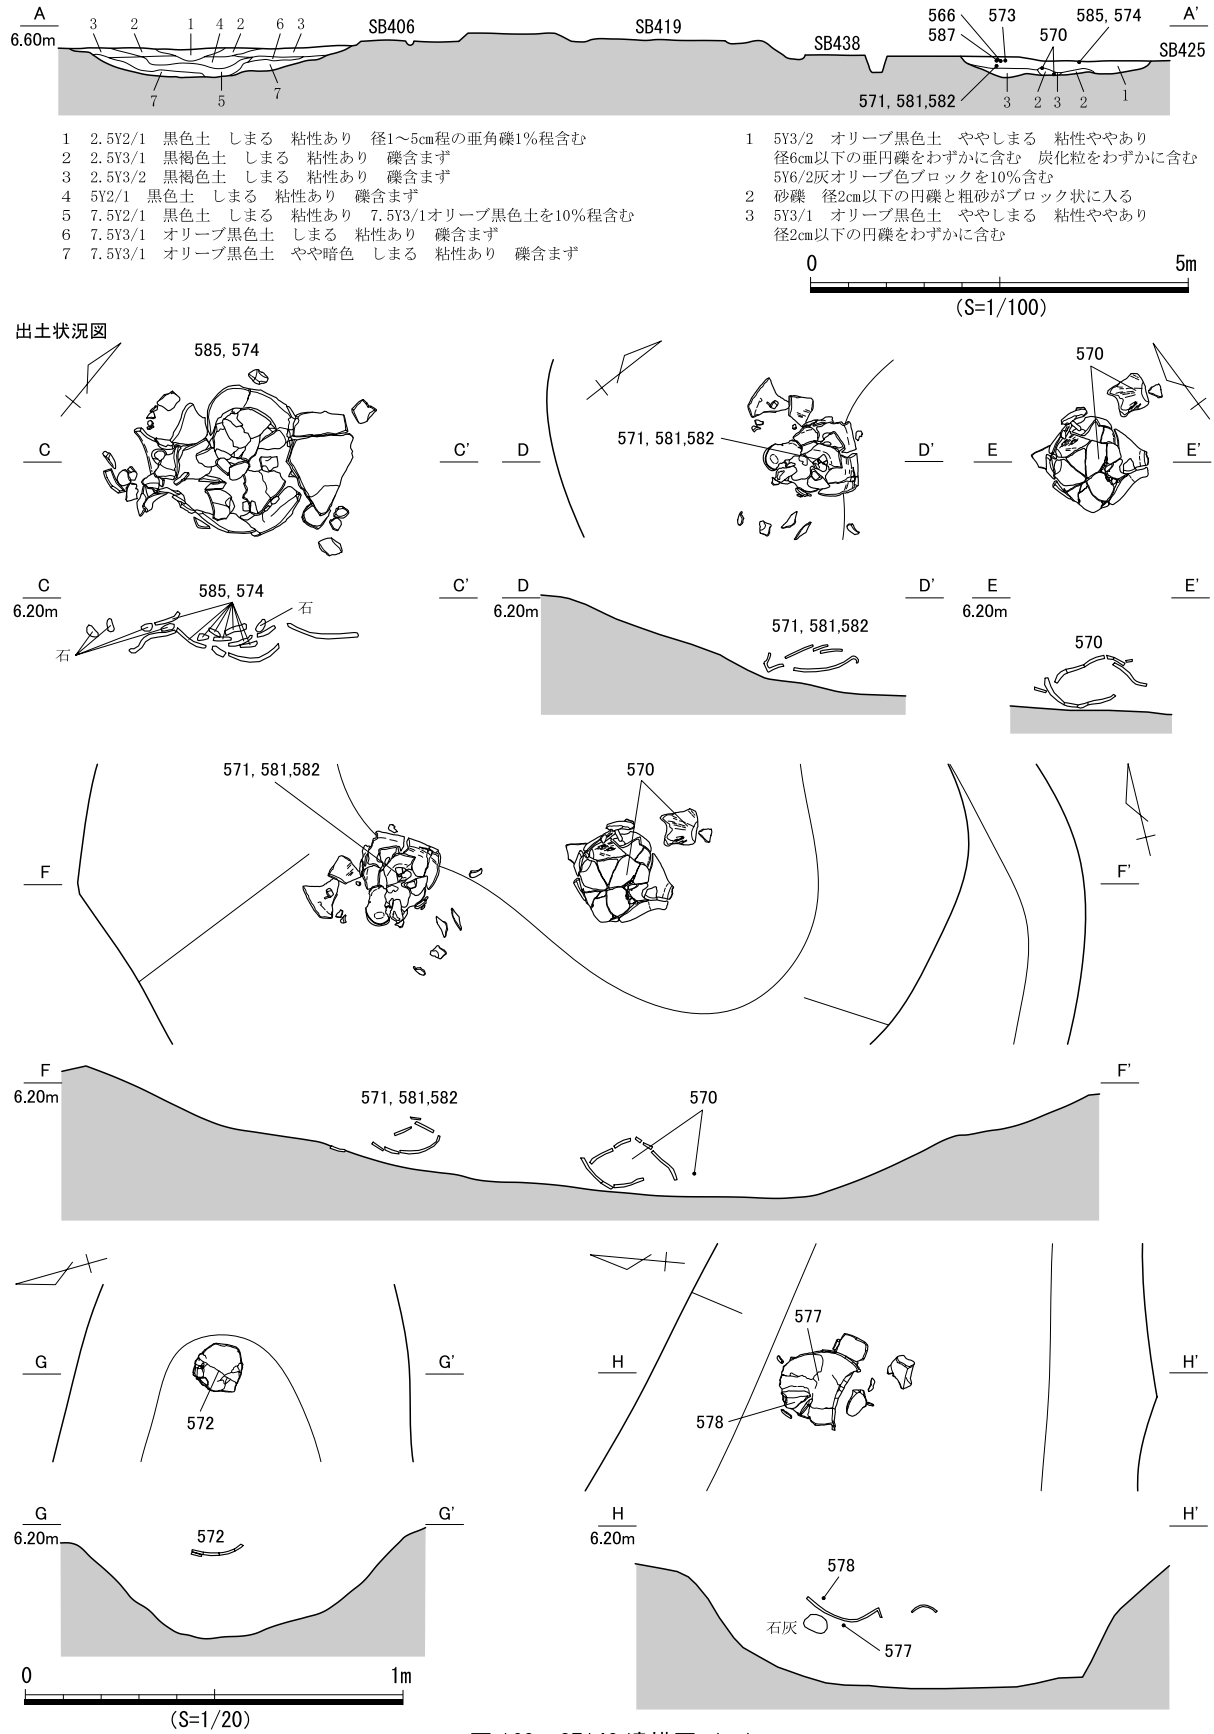 A SB406 SB419 566 573 585, 574 A'
6.60m 3 2 1 4 2 6 3 587 570 SB438 SB425
7 5 7 571, 581,582 3 2 3 2 1
1 2.5Y2/1 黒色土 しまる 粘性あり 径1~5cm程の亜角礫1%程含む
2 2.5Y3/1 黒褐色土 しまる 粘性あり 礫含まず
3 2.5Y3/2 黒褐色土 しまる 粘性あり 礫含まず
4 5Y2/1 黒色土 しまる 粘性あり 礫含まず
5 7.5Y2/1 黒色土 しまる 粘性あり 7.5Y3/1オリーブ黒色土を10%程含む
6 7.5Y3/1 オリーブ黒色土 しまる 粘性あり 礫含まず
7 7.5Y3/1 オリーブ黒色土 やや暗色 しまる 粘性あり 礫含まず
1 5Y3/2 オリーブ黒色土 ややしまる 粘性ややあり
径6cm以下の亜円礫をわずかに含む 炭化粒をわずかに含む
5Y6/2灰オリーブ色ブロックを10%含む
2 砂礫 径2cm以下の円礫と粗砂がブロック状に入る
3 5Y3/1 オリーブ黒色土 ややしまる 粘性ややあり
径2cm以下の円礫をわずかに含む
0 5m
(S=1/100)
出土状況図
585, 574
C C'
571, 581,582
D D'
570
E E'
C C'
6.20m
585, 574
石
石
D D'
6.20m
571, 581,582
E E'
6.20m
570
571, 581,582
570
F F'
F F'
6.20m
571, 581,582
570
G G'
572
577
H H'
578
G G'
6.20m
572
H H'
6.20m
578
石灰
577
0 1m
(S=1/20)